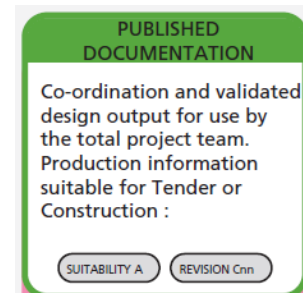 PUBLISHED
DOCUMENTATION
Co-ordination and validated
design output for use by
the total project team.
Production information
suitable for Tender or
Construction :
SUITABILITY A REVISION Cnn